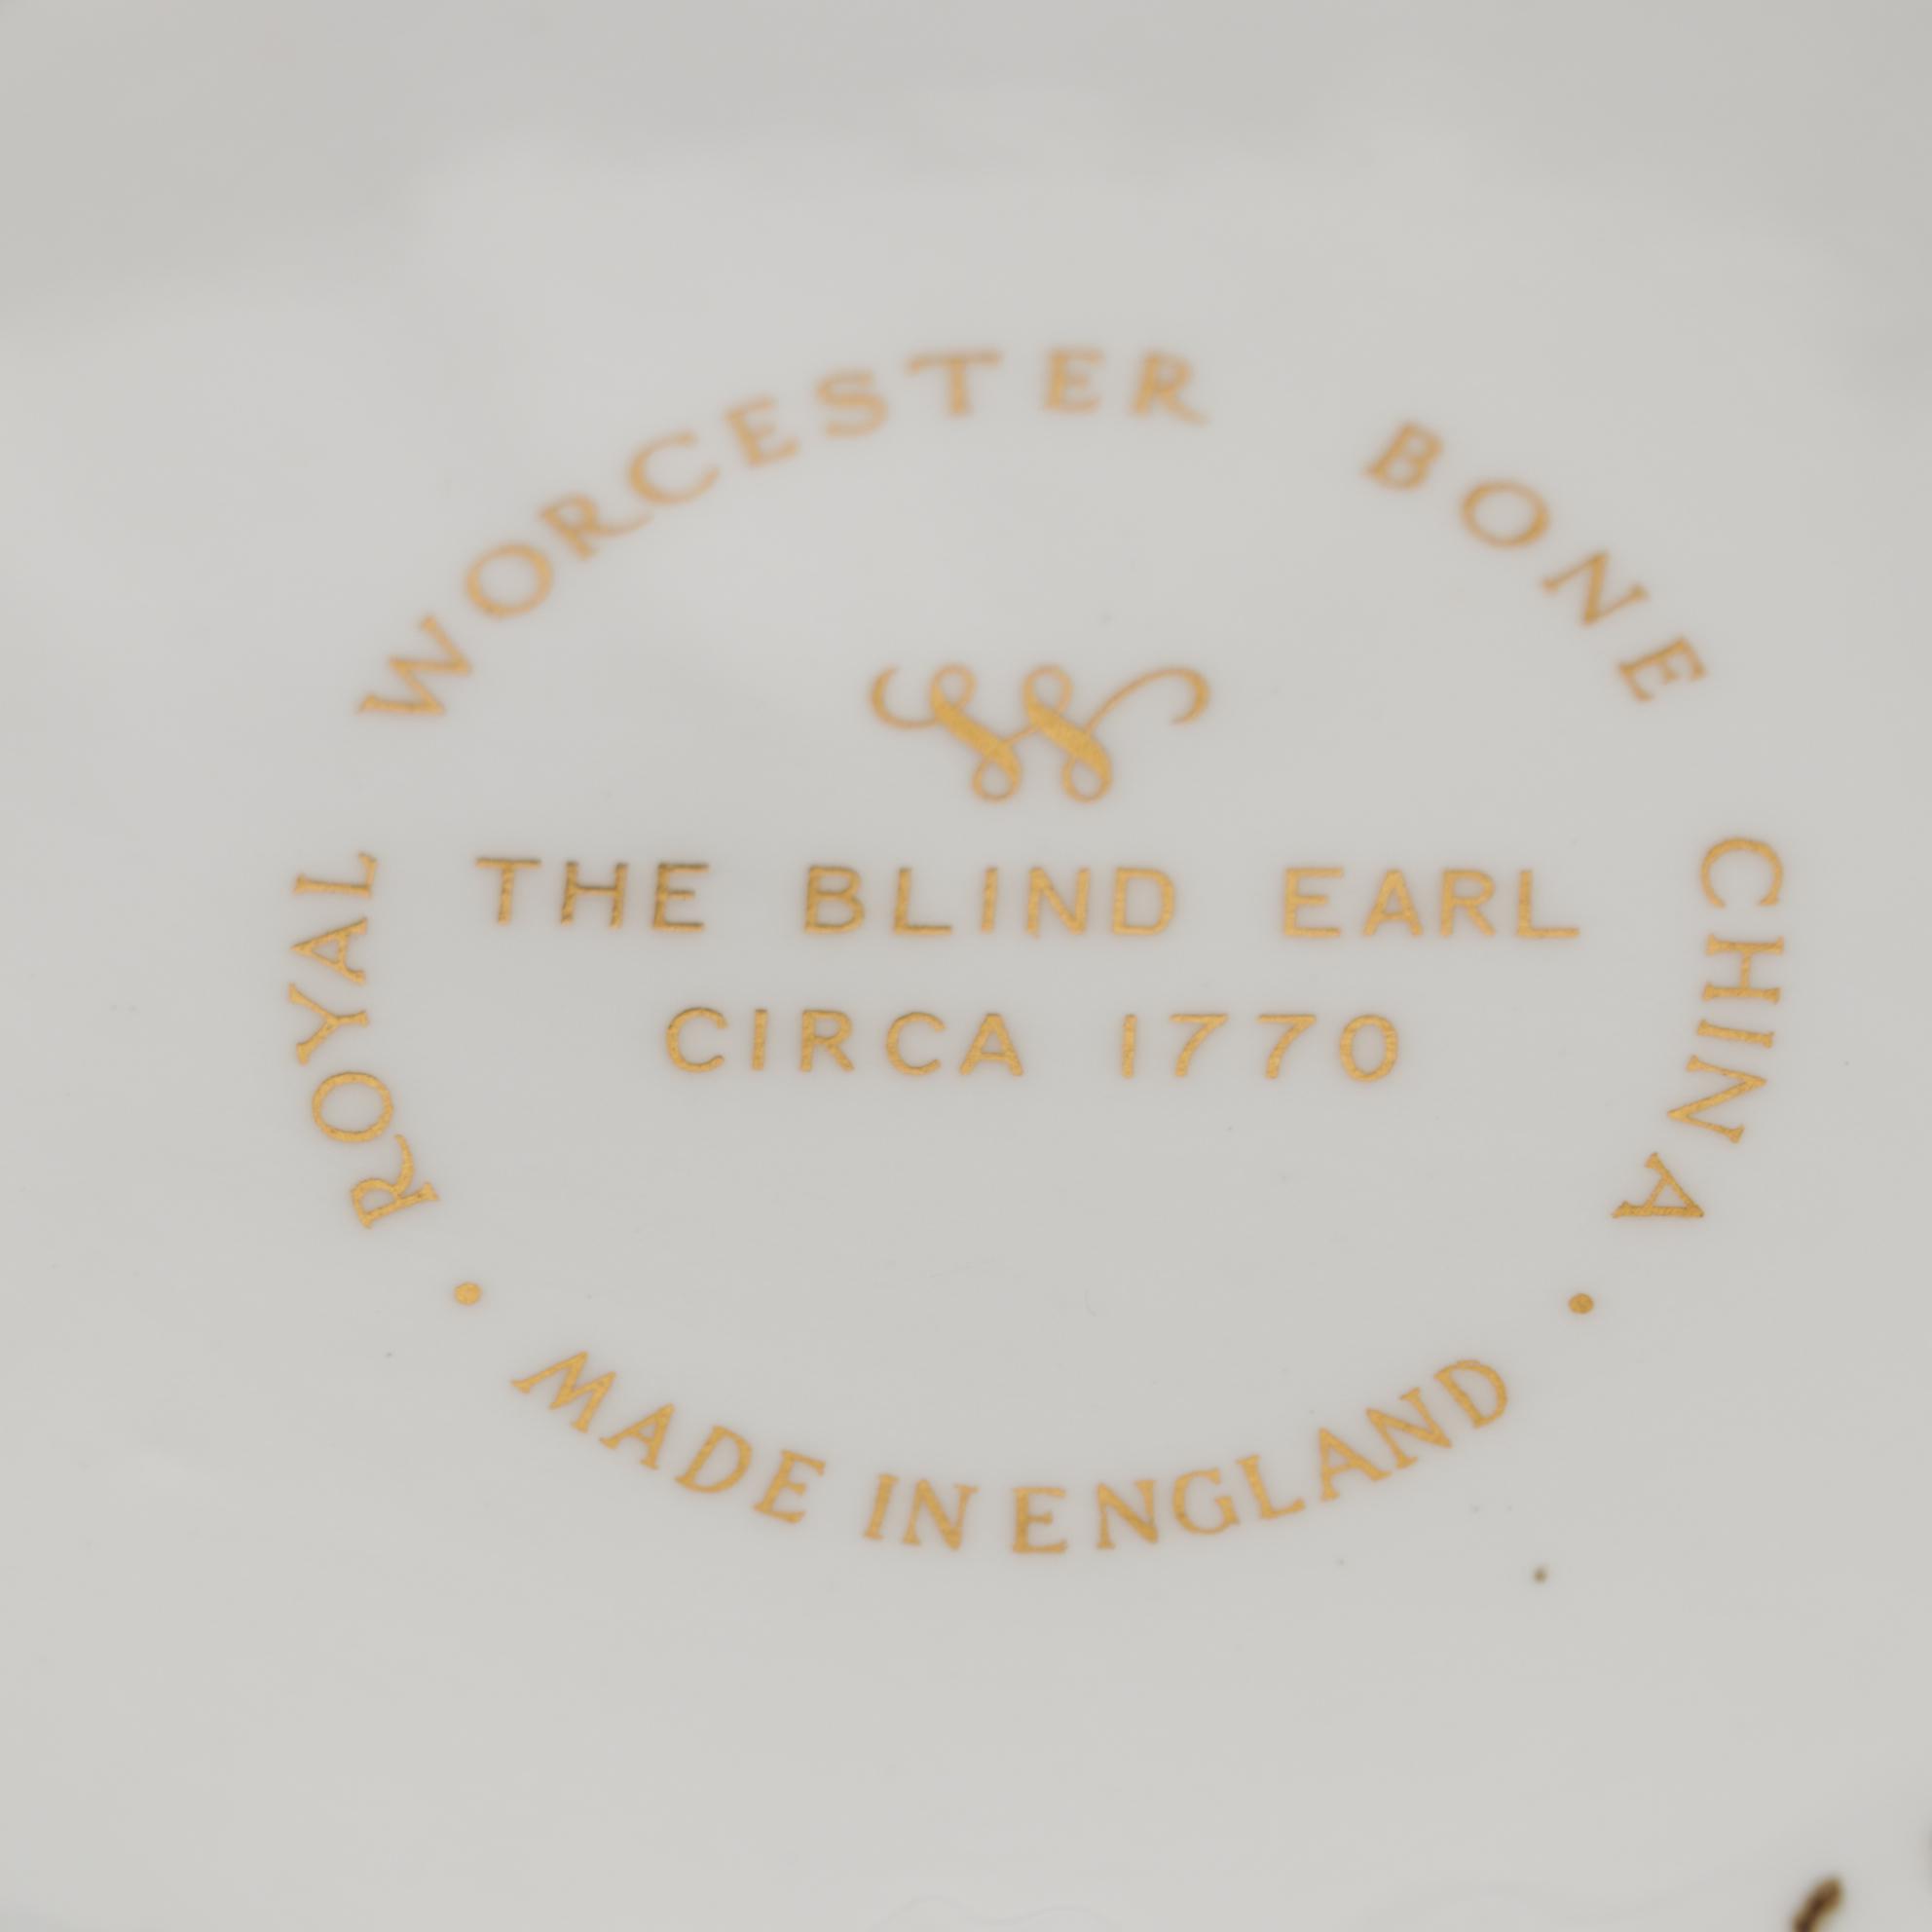 ROYAL WORCESTER BONE CHINA
W
THE BLIND EARL
CIRCA 1770
• MADE IN ENGLAND •